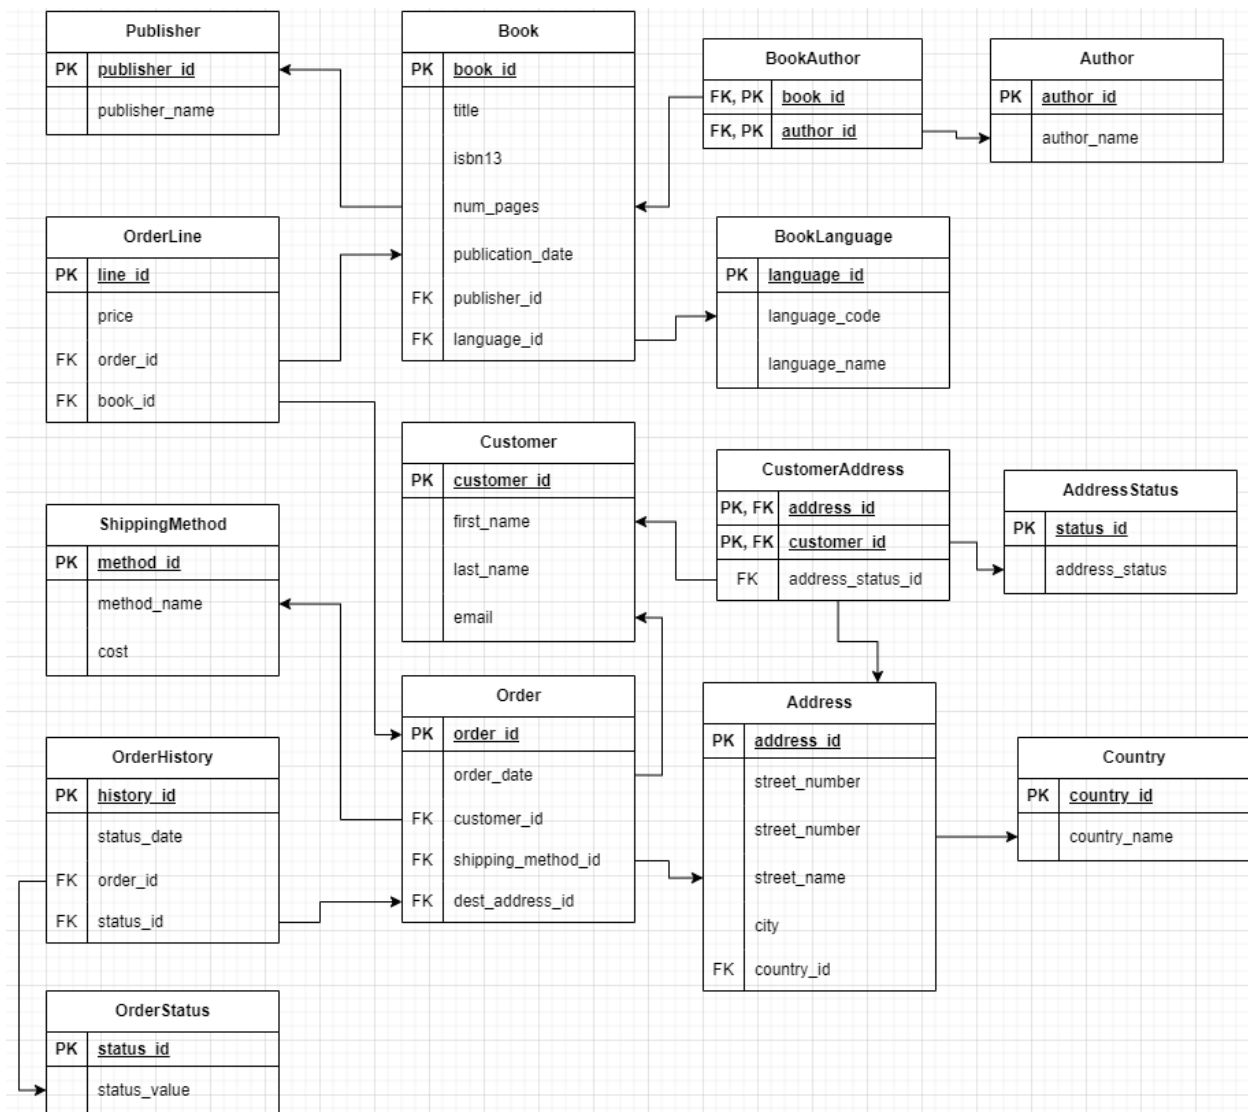 Publisher
PK publisher_id
publisher_name
Book
PK book_id
title
isbn13
num_pages
publication_date
FK publisher_id
FK language_id
BookAuthor
FK, PK book_id
FK, PK author_id
Author
PK author_id
author_name
OrderLine
PK line_id
price
FK order_id
FK book_id
BookLanguage
PK language_id
language_code
language_name
Customer
PK customer_id
first_name
last_name
email
CustomerAddress
PK, FK address_id
PK, FK customer_id
FK address_status_id
AddressStatus
PK status_id
address_status
ShippingMethod
PK method_id
method_name
cost
Order
PK order_id
order_date
FK customer_id
FK shipping_method_id
FK dest_address_id
Address
PK address_id
street_number
street_number
street_name
city
FK country_id
Country
PK country_id
country_name
OrderHistory
PK history_id
status_date
FK order_id
FK status_id
OrderStatus
PK status_id
status_value